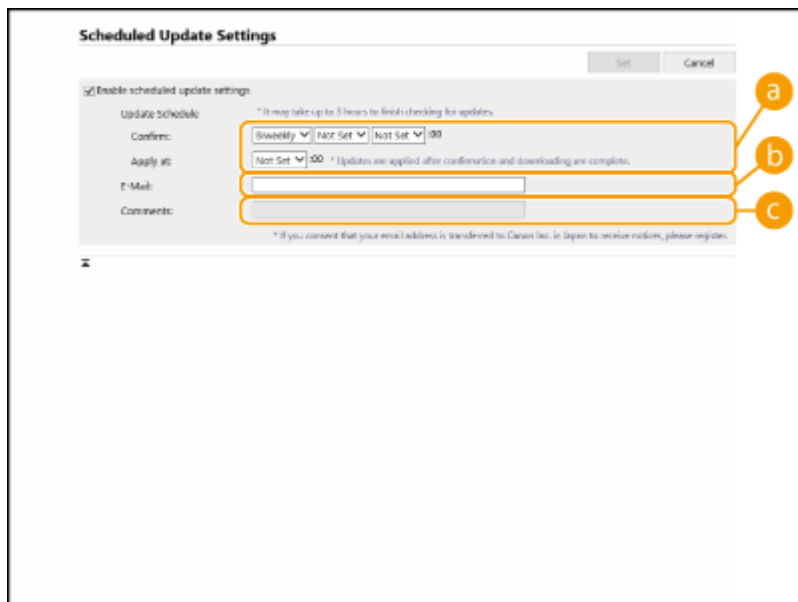 Scheduled Update Settings
Set Cancel
Enable scheduled update settings
Update Schedule * It may take up to 3 hours to finish checking for updates.
Confirm: Biweekly Not Set Not Set :00
Apply at: Not Set :00 * Updates are applied after confirmation and downloading are complete.
E-Mail:
Comments:
* If you consent that your email address is transferred to Canon Inc. in Japan to receive notices, please register.
a
b
c